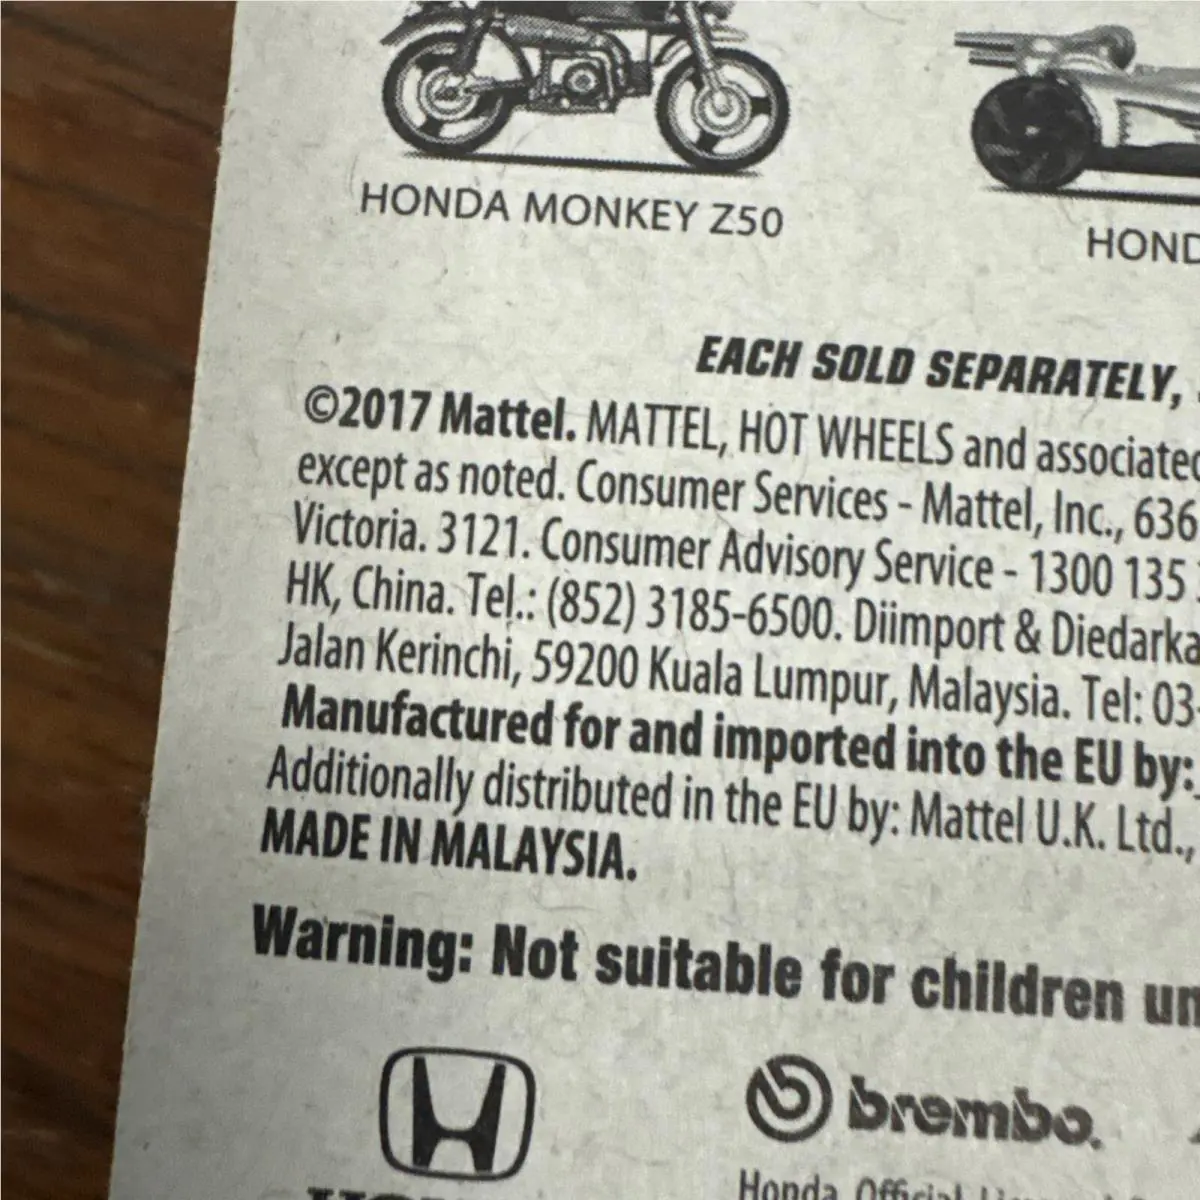 HONDA MONKEY Z50
HOND
EACH SOLD SEPARATELY,
©2017 Mattel. MATTEL, HOT WHEELS and associated
except as noted. Consumer Services - Mattel, Inc., 636
Victoria. 3121. Consumer Advisory Service - 1300 135
HK, China. Tel.: (852) 3185-6500. Diimport & Diedarka
Jalan Kerinchi, 59200 Kuala Lumpur, Malaysia. Tel: 03-
Manufactured for and imported into the EU by:
Additionally distributed in the EU by: Mattel U.K. Ltd.,
MADE IN MALAYSIA.
Warning: Not suitable for children un
brembo.
Honda Official